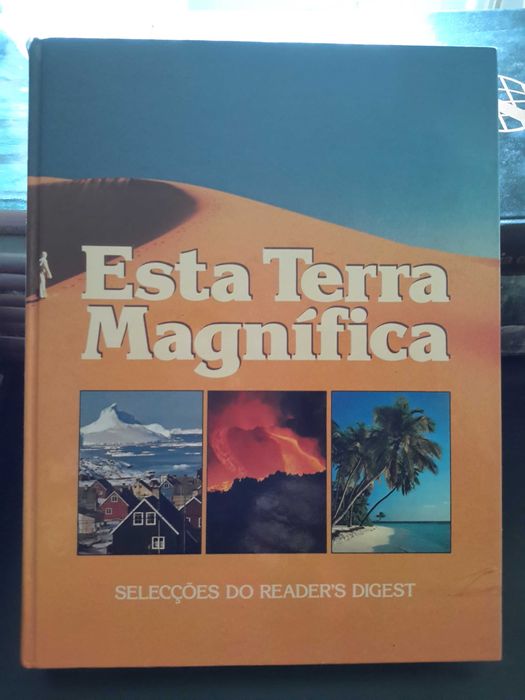 Esta Terra
Magnífica
SELECÇÕES DO READER'S DIGEST